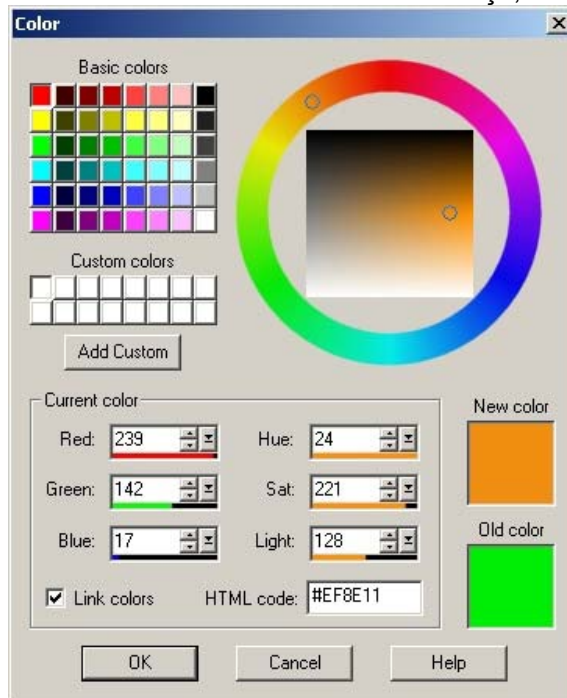 Color
Basic colors
Custom colors
Add Custom
Current color
Red: 239
Hue: 24
Green: 142
Sat: 221
Blue: 17
Light: 128
Link colors
HTML code: #EF8E11
New color
Old color
OK
Cancel
Help